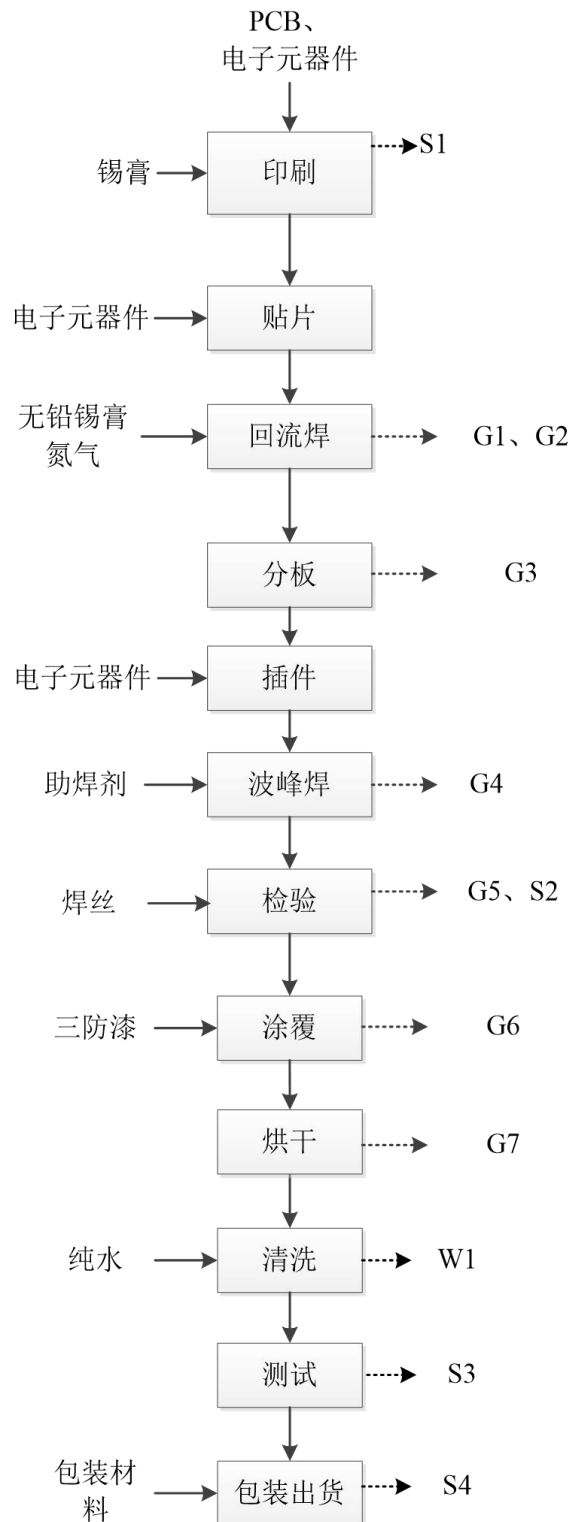 PCB、
电子元器件
锡膏
印刷
S1
电子元器件
贴片
无铅锡膏
氮气
回流焊
G1、G2
分板
G3
电子元器件
插件
助焊剂
波峰焊
G4
焊丝
检验
G5、S2
三防漆
涂覆
G6
烘干
G7
纯水
清洗
W1
测试
S3
包装材
料
包装出货
S4